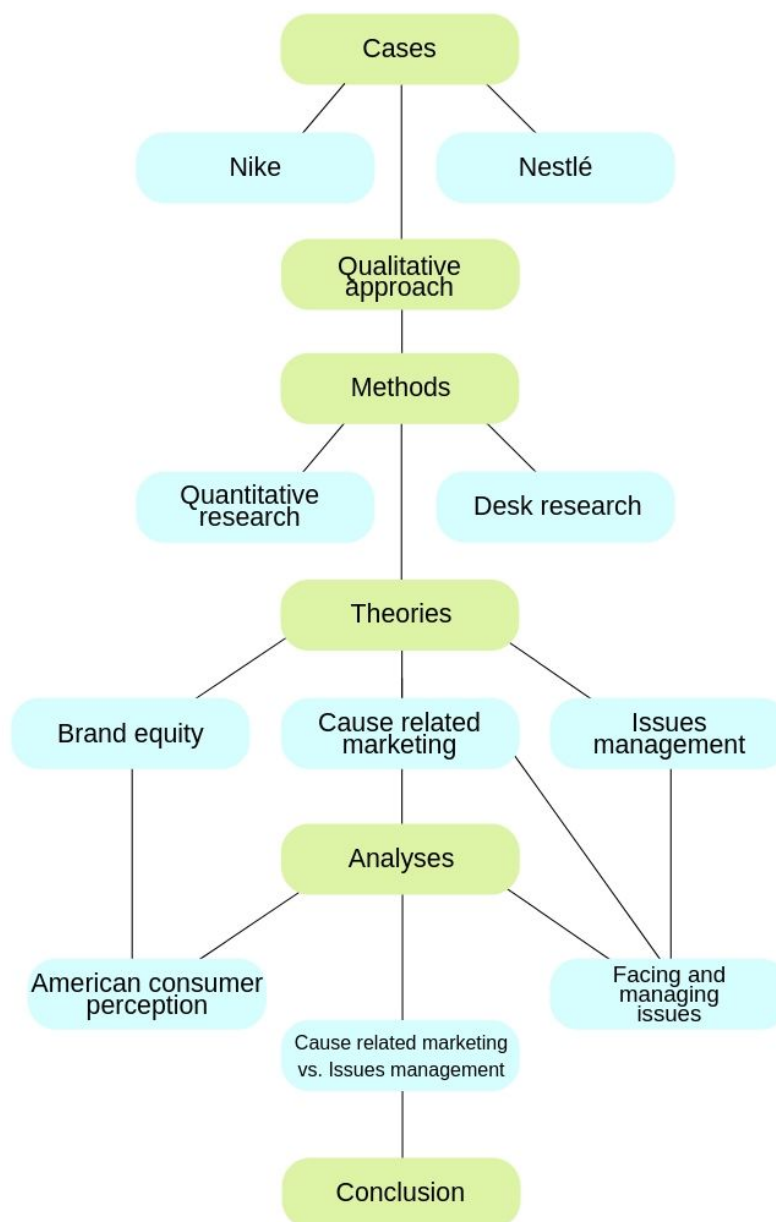 Cases
Nike
Nestlé
Qualitative
approach
Methods
Quantitative
research
Desk research
Theories
Brand equity
Cause related
marketing
Issues
management
Analyses
American consumer
perception
Facing and
managing
issues
Cause related marketing
vs. Issues management
Conclusion